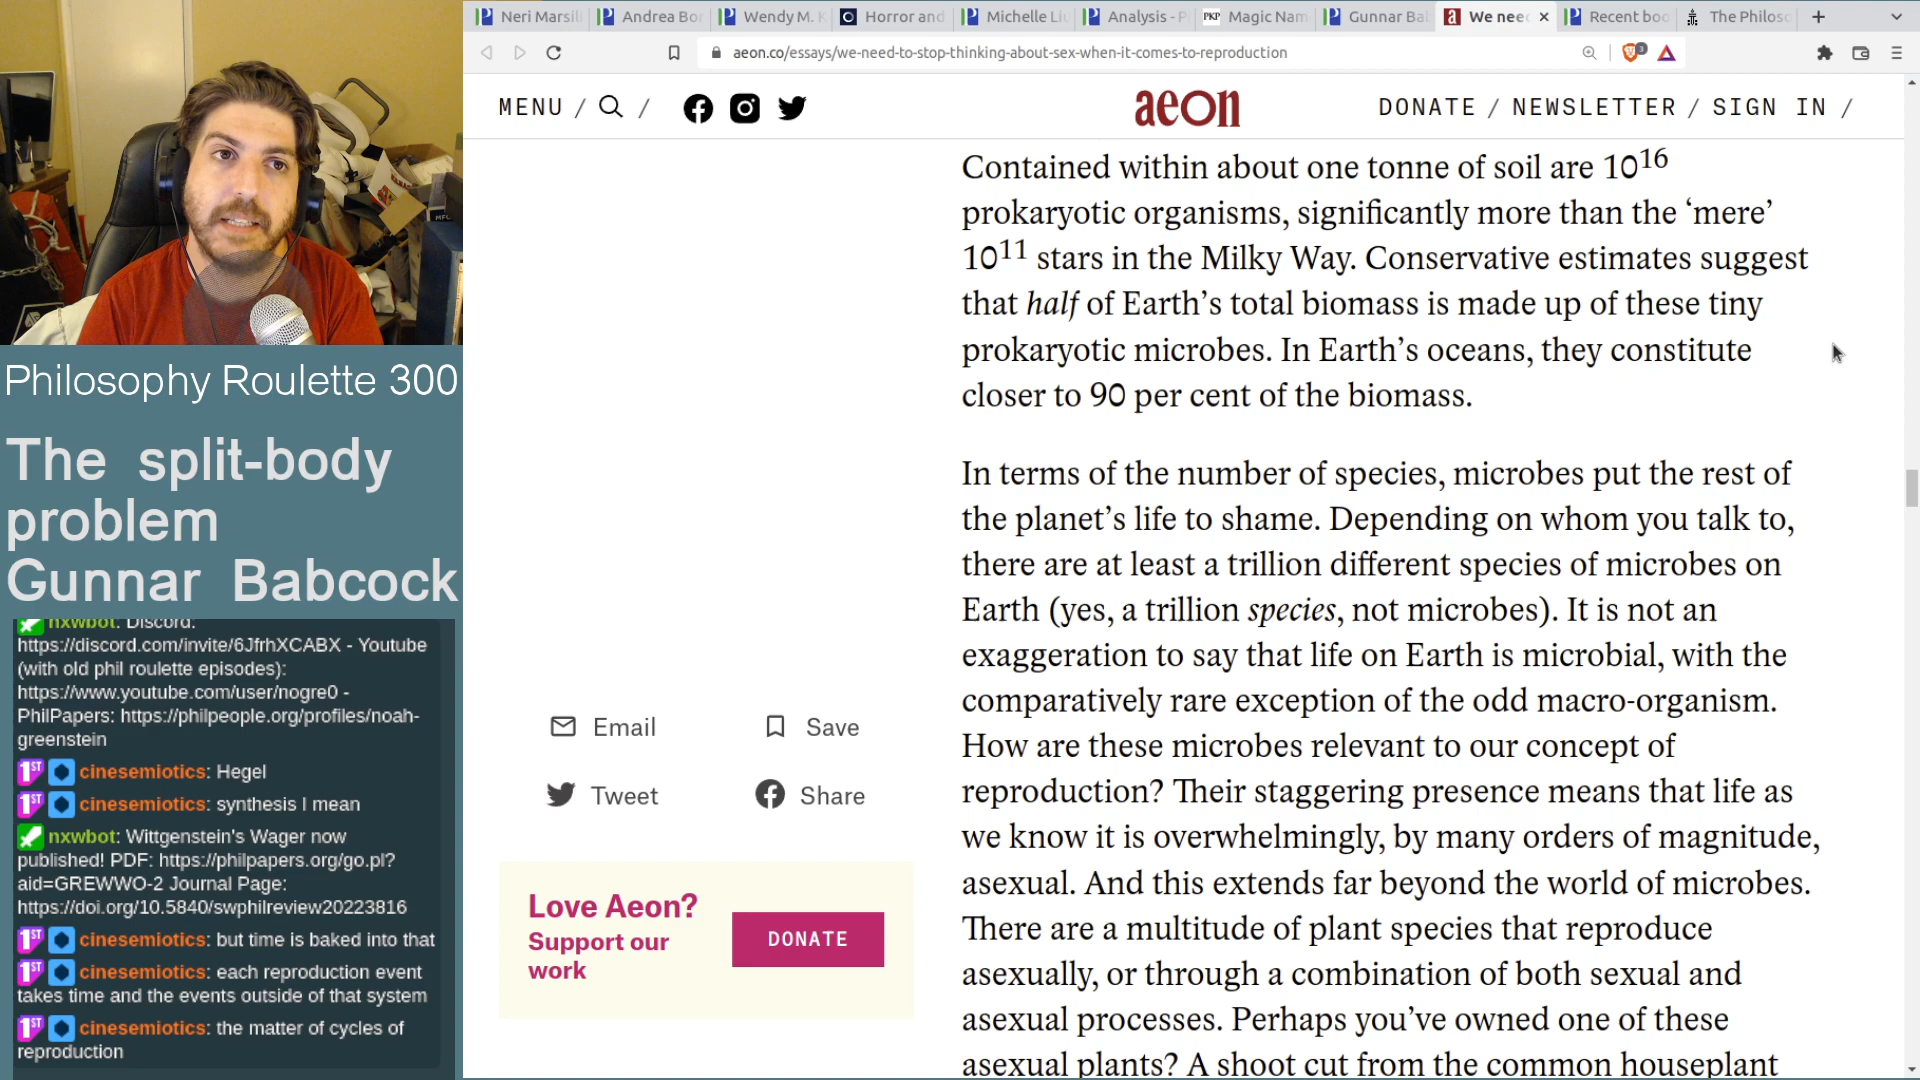 Neri Marsil
Andrea Bor
Wendy M. K
Horror and
Michelle Liu
Analysis - P
PKP Magic Nam
Gunnar Bab
a We need
Recent boo
The Philoso
aeon.co/essays/we-need-to-stop-thinking-about-sex-when-it-comes-to-reproduction
3
MENU / /
aeon
DONATE / NEWSLETTER / SIGN IN /
Contained within about one tonne of soil are 10¹⁶
prokaryotic organisms, significantly more than the ‘mere’
10¹¹ stars in the Milky Way. Conservative estimates suggest
that half of Earth’s total biomass is made up of these tiny
prokaryotic microbes. In Earth’s oceans, they constitute
closer to 90 per cent of the biomass.
In terms of the number of species, microbes put the rest of
the planet’s life to shame. Depending on whom you talk to,
there are at least a trillion different species of microbes on
Earth (yes, a trillion species, not microbes). It is not an
exaggeration to say that life on Earth is microbial, with the
comparatively rare exception of the odd macro-organism.
How are these microbes relevant to our concept of
reproduction? Their staggering presence means that life as
we know it is overwhelmingly, by many orders of magnitude,
asexual. And this extends far beyond the world of microbes.
There are a multitude of plant species that reproduce
asexually, or through a combination of both sexual and
asexual processes. Perhaps you’ve owned one of these
asexual plants? A shoot cut from the common houseplant
Email
Save
Tweet
Share
Love Aeon?
Support our
work
DONATE
Philosophy Roulette 300
The split-body
problem
Gunnar Babcock
nxwbot: Discord:
https://discord.com/invite/6JfrhXCABX - Youtube
(with old phil roulette episodes):
https://www.youtube.com/user/nogre0 -
PhilPapers: https://philpeople.org/profiles/noah-
greenstein
1ST cinesemiotics: Hegel
1ST cinesemiotics: synthesis I mean
nxwbot: Wittgenstein's Wager now
published! PDF: https://philpapers.org/go.pl?
aid=GREWWO-2 Journal Page:
https://doi.org/10.5840/swphilreview20223816
1ST cinesemiotics: but time is baked into that
1ST cinesemiotics: each reproduction event
takes time and the events outside of that system
1ST cinesemiotics: the matter of cycles of
reproduction